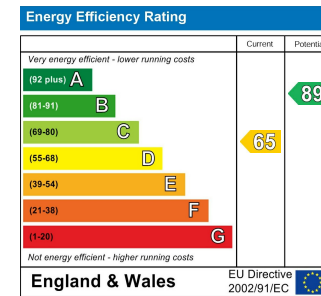 Energy Efficiency Rating
Current
Potentia
Very energy efficient - lower running costs
(92 plus) A
(81-91) B
(69-80) C
(55-68) D
(39-54) E
(21-38) F
(1-20) G
65
89
Not energy efficient - higher running costs
England & Wales
EU Directive
2002/91/EC